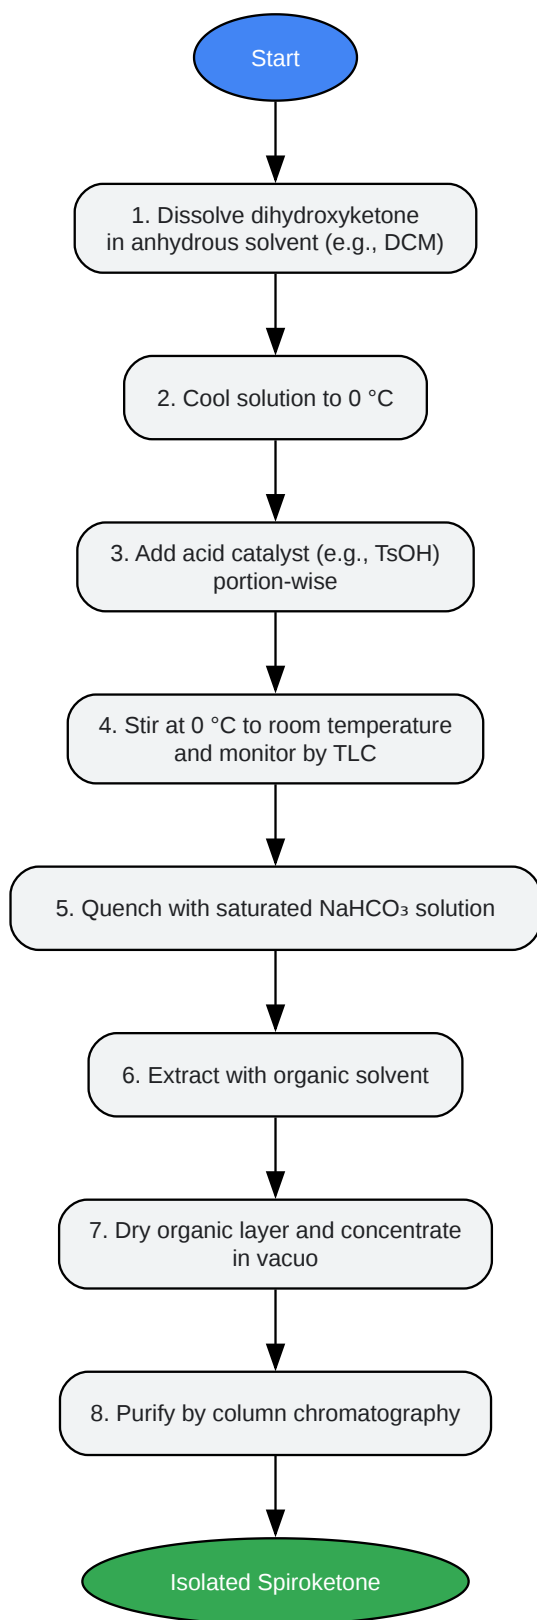 Start
1. Dissolve dihydroxyketone
in anhydrous solvent (e.g., DCM)
2. Cool solution to 0 °C
3. Add acid catalyst (e.g., TsOH)
portion-wise
4. Stir at 0 °C to room temperature
and monitor by TLC
5. Quench with saturated NaHCO₃ solution
6. Extract with organic solvent
7. Dry organic layer and concentrate
in vacuo
8. Purify by column chromatography
Isolated Spiroketone